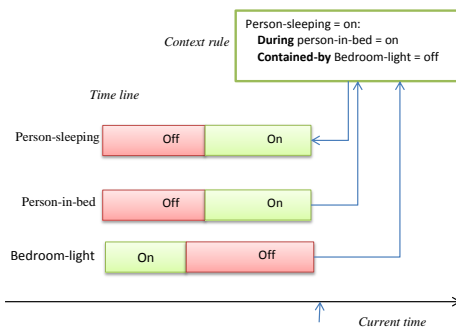 Person-sleeping = on:
During person-in-bed = on
Contained-by Bedroom-light = off
Context rule
Time line
Person-sleeping Off On
Person-in-bed Off On
Bedroom-light On Off
Current time